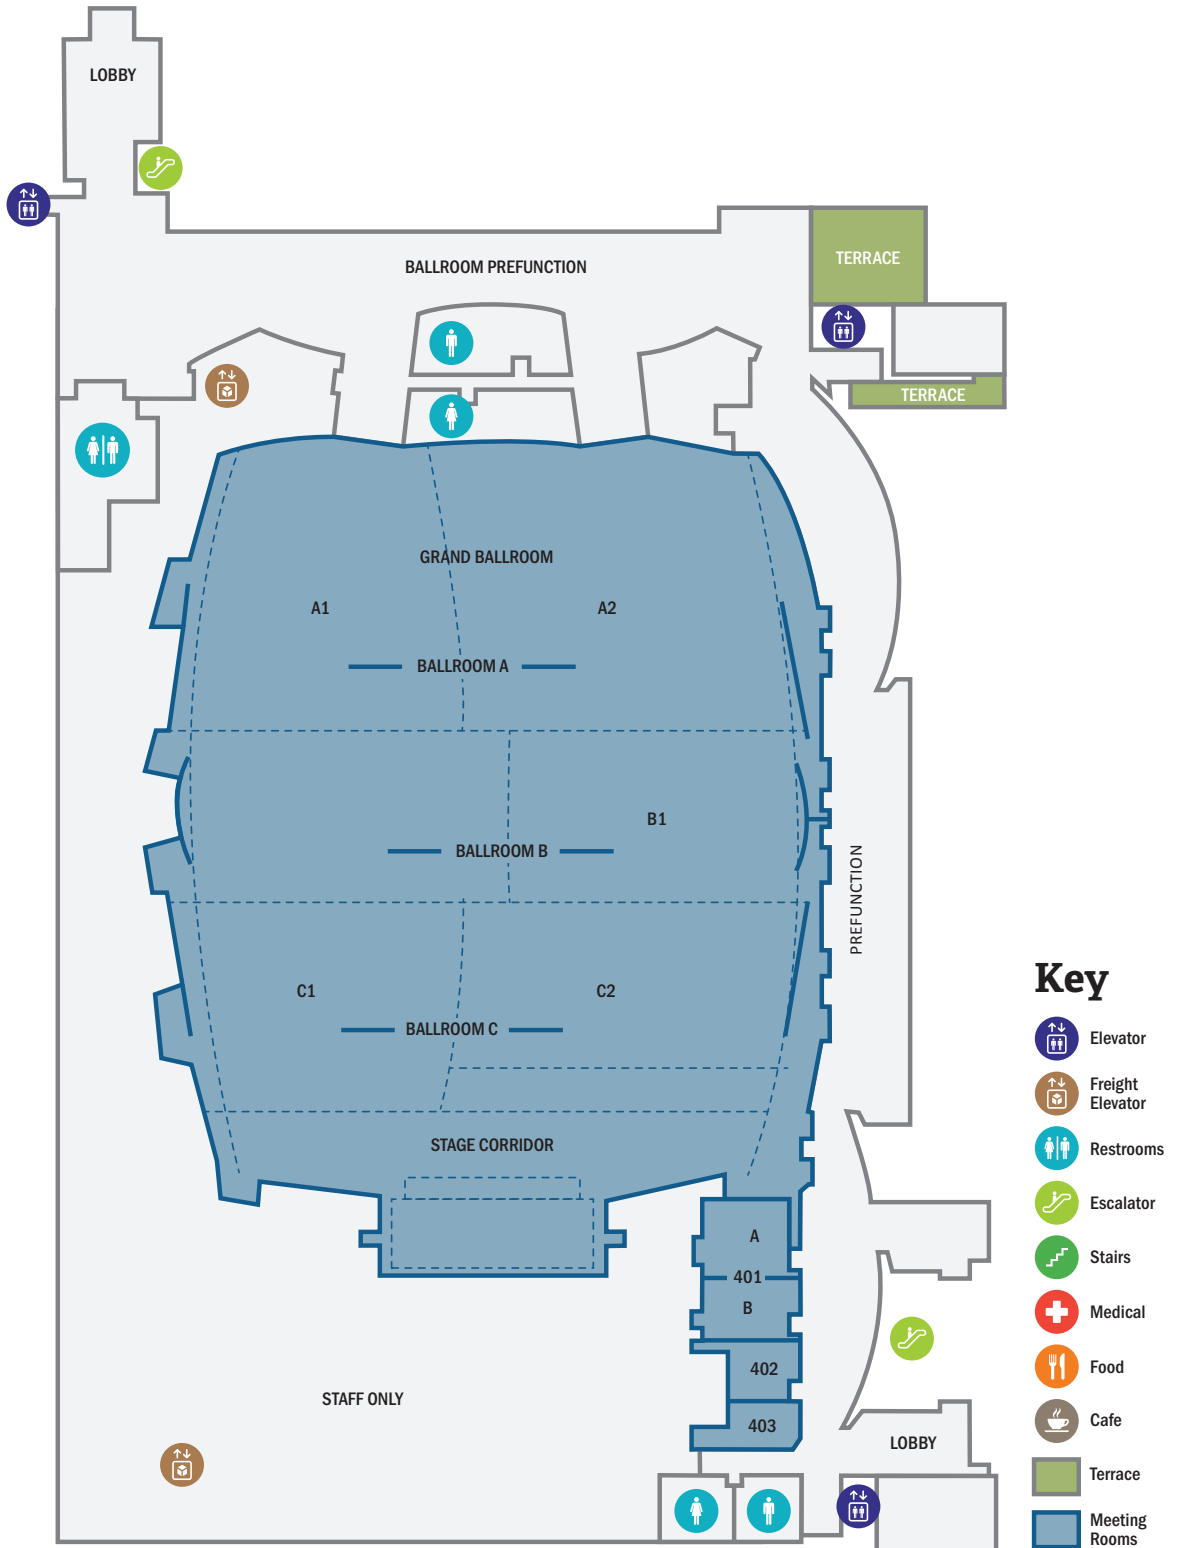 LOBBY
BALLROOM PREFUNCTION
TERRACE
TERRACE
GRAND BALLROOM
A1
A2
BALLROOM A
B1
BALLROOM B
PREFUNCTION
C1
C2
BALLROOM C
STAGE CORRIDOR
A
401
B
402
403
STAFF ONLY
LOBBY
Key
Elevator
Freight
Elevator
Restrooms
Escalator
Stairs
Medical
Food
Cafe
Terrace
Meeting
Rooms